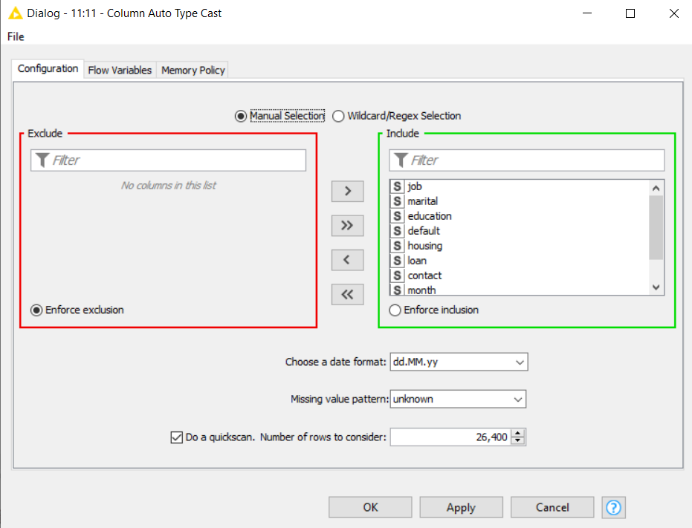 Dialog - 11:11 - Column Auto Type Cast
File
Configuration Flow Variables Memory Policy
Manual Selection Wildcard/Regex Selection
Exclude
Include
Filter
Filter
No columns in this list
>
>>
<
<<
S job
S marital
S education
S default
S housing
S loan
S contact
S month
Enforce exclusion
Enforce inclusion
Choose a date format: dd.MM.yy
Missing value pattern: unknown
Do a quickscan. Number of rows to consider: 26,400
OK Apply Cancel ?